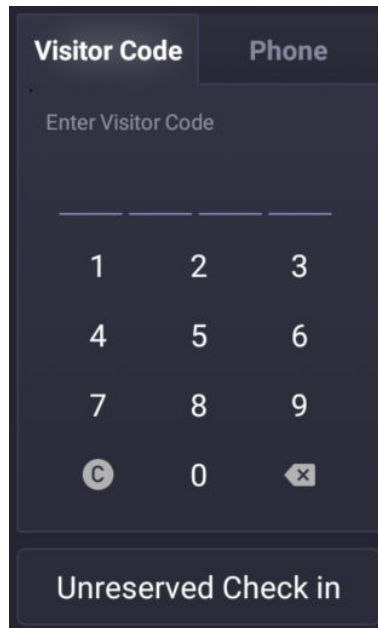 Visitor Code Phone
Enter Visitor Code
1 2 3
4 5 6
7 8 9
C 0
Unreserved Check in